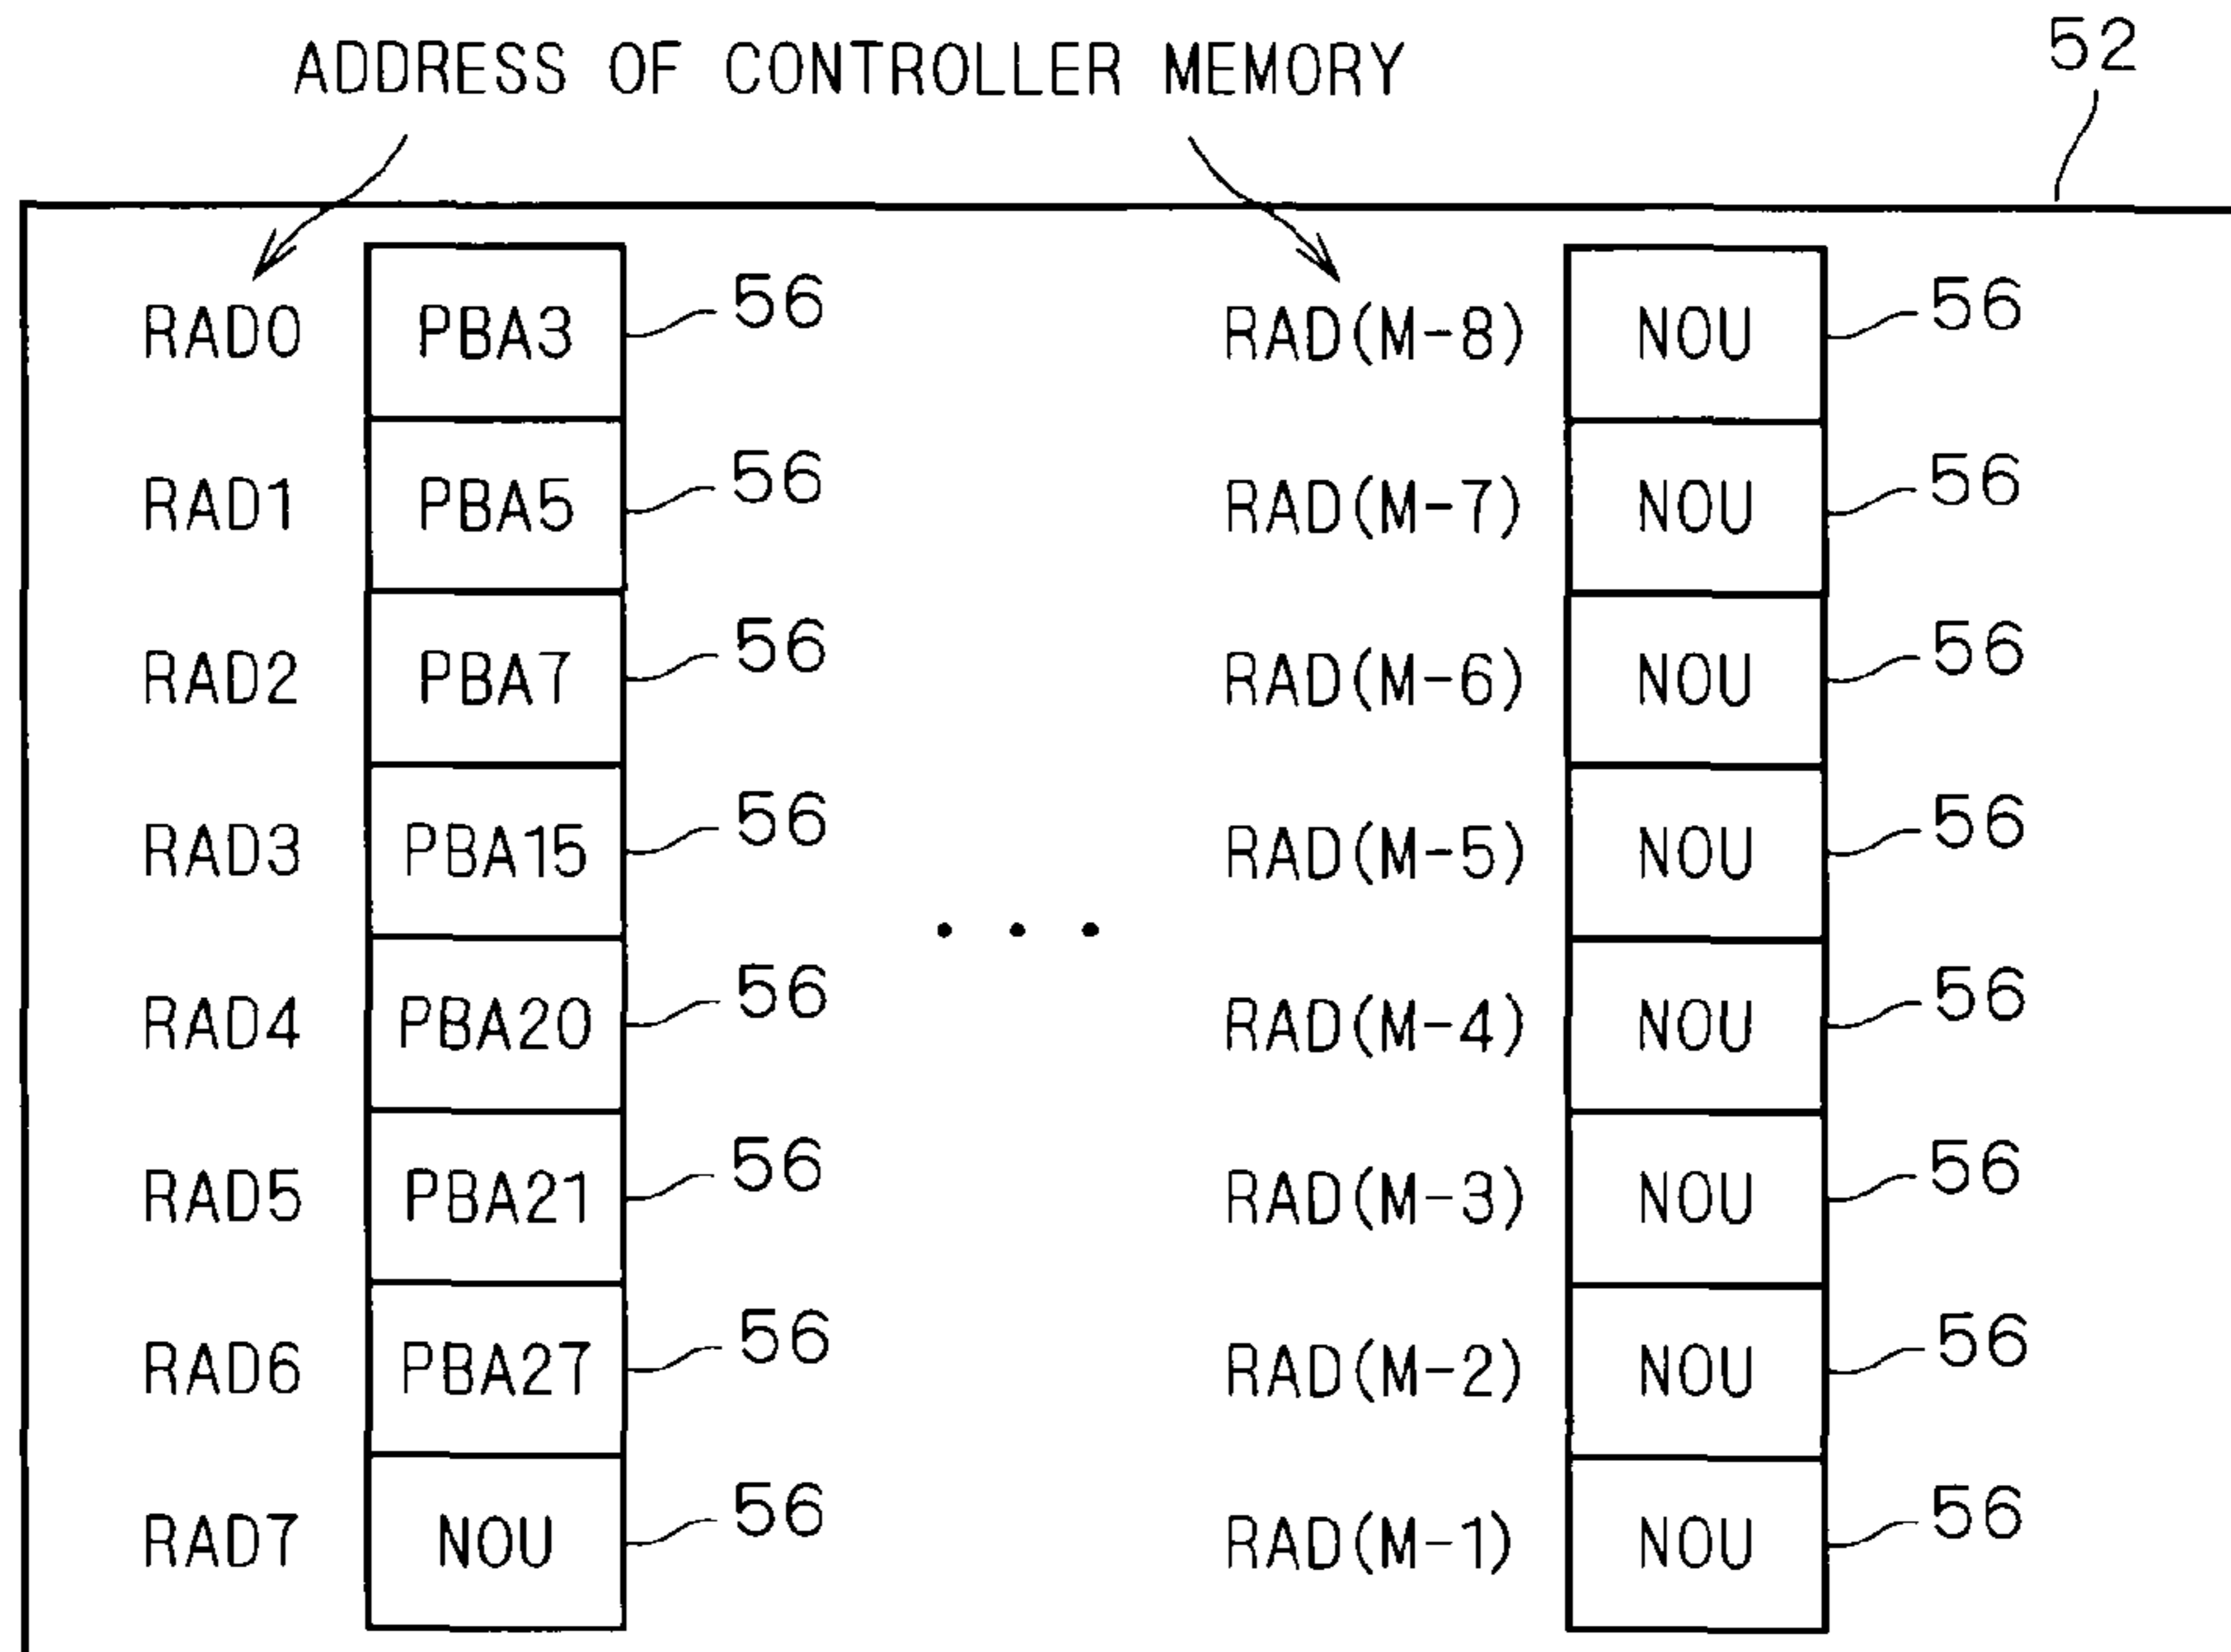 52
ADDRESS OF CONTROLLER MEMORY
RAD0 PBA3 56 RAD(M-8) NOU 56
RAD1 PBA5 56 RAD(M-7) NOU 56
RAD2 PBA7 56 RAD(M-6) NOU 56
RAD3 PBA15 56 RAD(M-5) NOU 56
• • •
RAD4 PBA20 56 RAD(M-4) NOU 56
RAD5 PBA21 56 RAD(M-3) NOU 56
RAD6 PBA27 56 RAD(M-2) NOU 56
RAD7 NOU 56 RAD(M-1) NOU 56